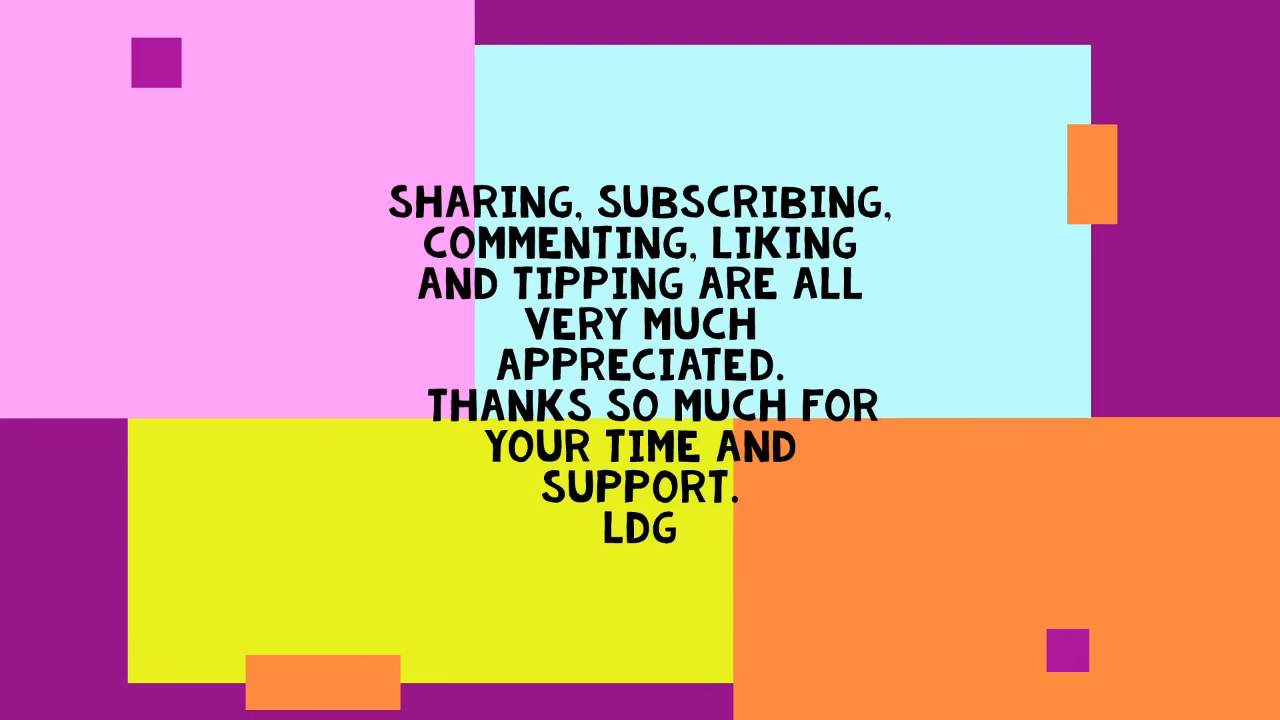 SHARING, SUBSCRIBING,
COMMENTING, LIKING
AND TIPPING ARE ALL
VERY MUCH
APPRECIATED.
THANKS SO MUCH FOR
YOUR TIME AND
SUPPORT.
LDG